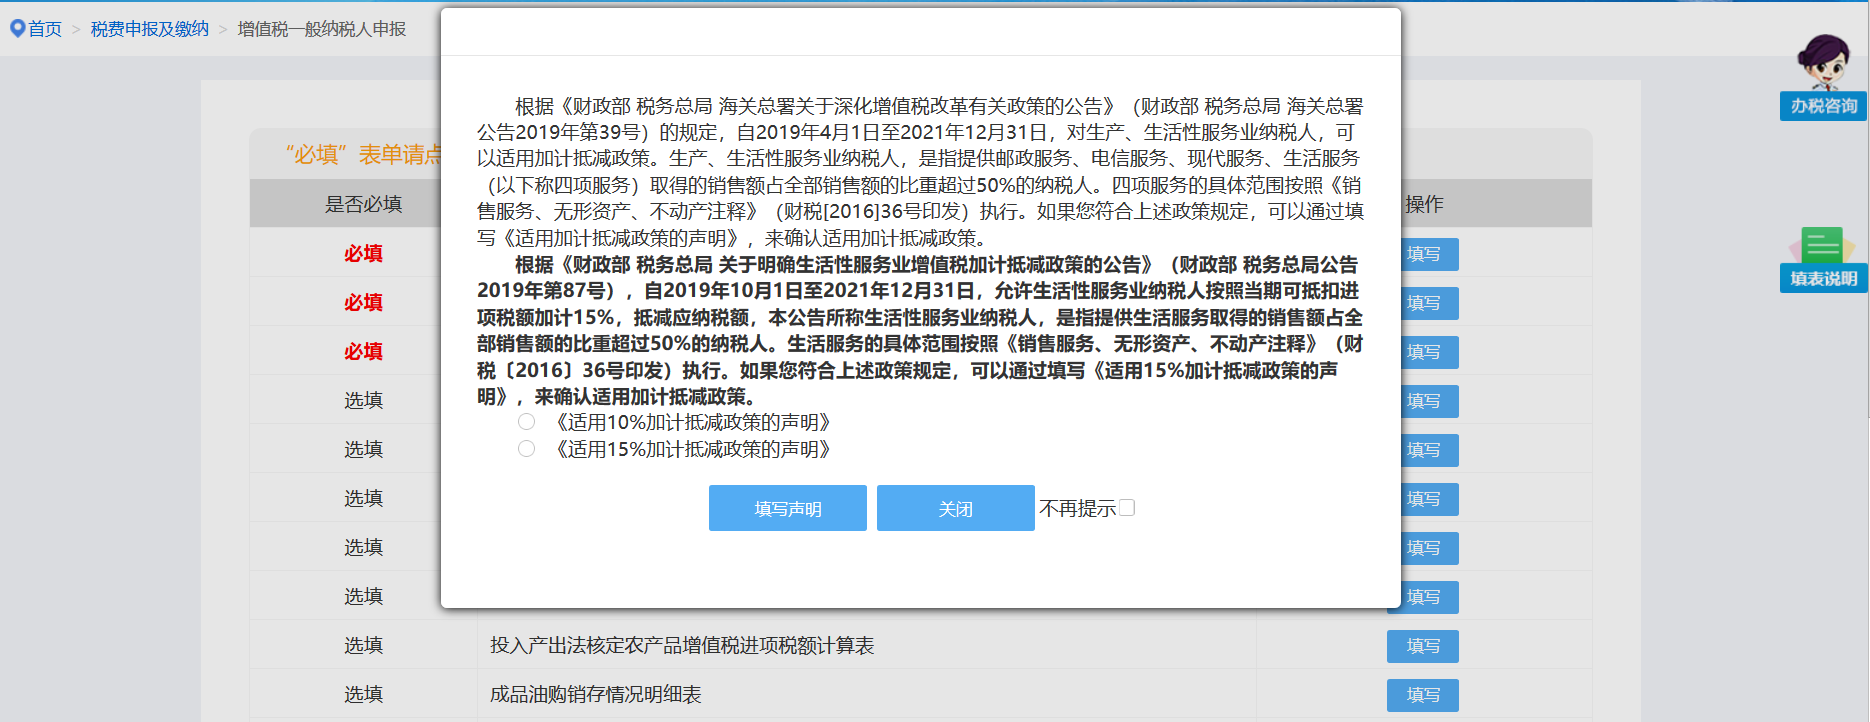 首页 > 税费申报及缴纳 > 增值税一般纳税人申报
办税咨询
根据《财政部 税务总局 海关总署关于深化增值税改革有关政策的公告》（财政部 税务总局 海关总署
公告2019年第39号）的规定，自2019年4月1日至2021年12月31日，对生产、生活性服务业纳税人，可
以适用加计抵减政策。生产、生活性服务业纳税人，是指提供邮政服务、电信服务、现代服务、生活服务
（以下称四项服务）取得的销售额占全部销售额的比重超过50%的纳税人。四项服务的具体范围按照《销
售服务、无形资产、不动产注释》（财税[2016]36号印发）执行。如果您符合上述政策规定，可以通过填
写《适用加计抵减政策的声明》，来确认适用加计抵减政策。
根据《财政部 税务总局 关于明确生活性服务业增值税加计抵减政策的公告》（财政部 税务总局公告
2019年第87号），自2019年10月1日至2021年12月31日，允许生活性服务业纳税人按照当期可抵扣进
项税额加计15%，抵减应纳税额，本公告所称生活性服务业纳税人，是指提供生活服务取得的销售额占全
部销售额的比重超过50%的纳税人。生活服务的具体范围按照《销售服务、无形资产、不动产注释》（财
税〔2016〕36号印发）执行。如果您符合上述政策规定，可以通过填写《适用15%加计抵减政策的声
明》，来确认适用加计抵减政策。
《适用10%加计抵减政策的声明》
《适用15%加计抵减政策的声明》
填写声明 关闭 不再提示
“必填”表单请点
是否必填 操作
必填 填写
必填 填写
必填 填写
选填 填写
选填 填写
选填 填写
选填 填写
选填 填写
选填 投入产出法核定农产品增值税进项税额计算表 填写
选填 成品油购销存情况明细表 填写
填表说明